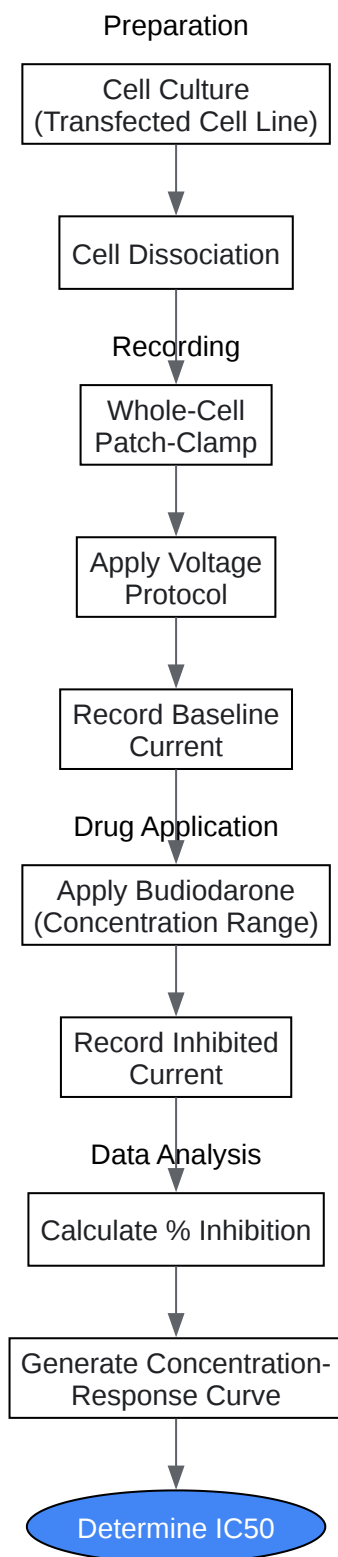 Preparation
Cell Culture
(Transfected Cell Line)
Cell Dissociation
Recording
Whole-Cell
Patch-Clamp
Apply Voltage
Protocol
Record Baseline
Current
Drug Application
Apply Budiodarone
(Concentration Range)
Record Inhibited
Current
Data Analysis
Calculate % Inhibition
Generate Concentration-
Response Curve
Determine IC50